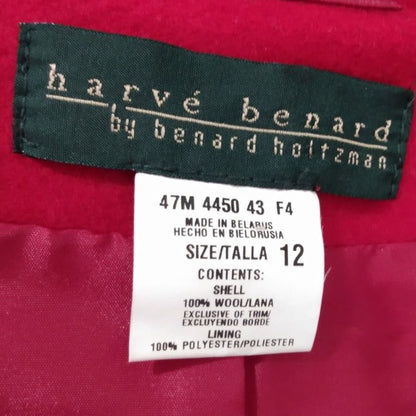 harvé benard
by benard holtzman
47M 4450 43 F4
MADE IN BELARUS
HECHO EN BIELORUSIA
SIZE/TALLA 12
CONTENTS:
SHELL
100% WOOL/LANA
EXCLUSIVE OF TRIM/
EXCLUYENDO BORDE
LINING
100% POLYESTER/POLIESTER